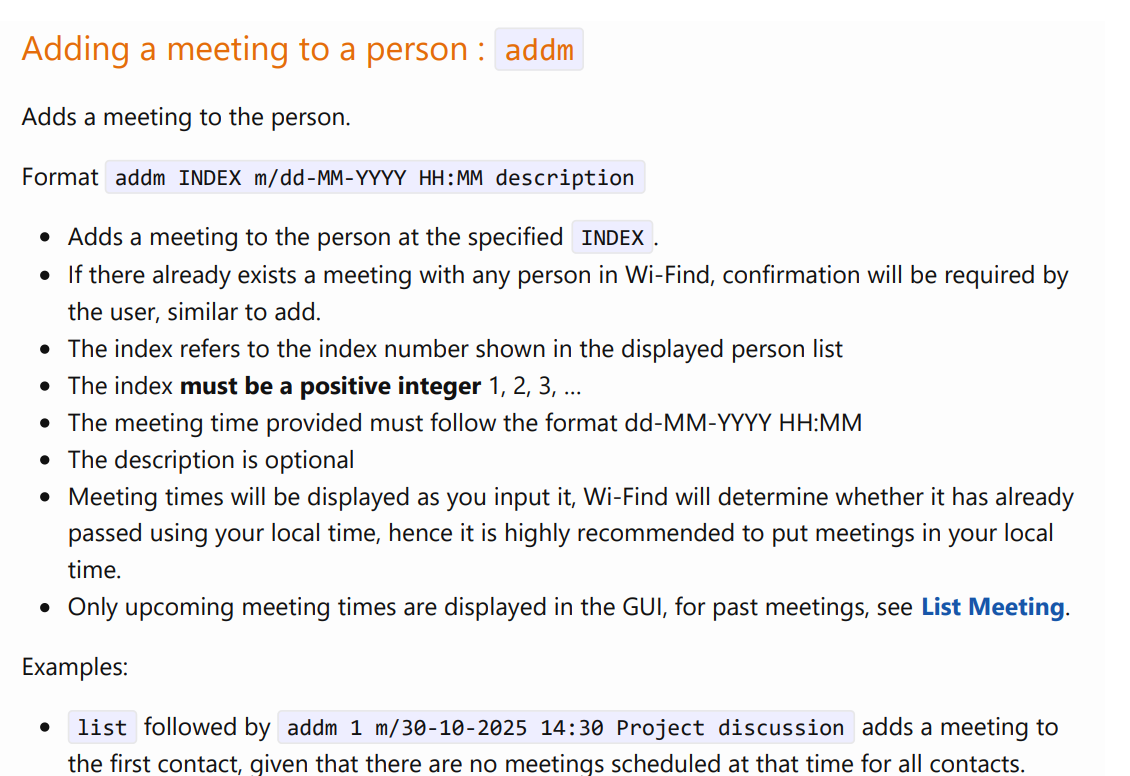 Adding a meeting to a person : addm
Adds a meeting to the person.
Format addm INDEX m/dd-MM-YYYY HH:MM description
• Adds a meeting to the person at the specified INDEX .
• If there already exists a meeting with any person in Wi-Find, confirmation will be required by
the user, similar to add.
• The index refers to the index number shown in the displayed person list
• The index must be a positive integer 1, 2, 3, …
• The meeting time provided must follow the format dd-MM-YYYY HH:MM
• The description is optional
• Meeting times will be displayed as you input it, Wi-Find will determine whether it has already
passed using your local time, hence it is highly recommended to put meetings in your local
time.
• Only upcoming meeting times are displayed in the GUI, for past meetings, see List Meeting.
Examples:
• list followed by addm 1 m/30-10-2025 14:30 Project discussion adds a meeting to
the first contact, given that there are no meetings scheduled at that time for all contacts.